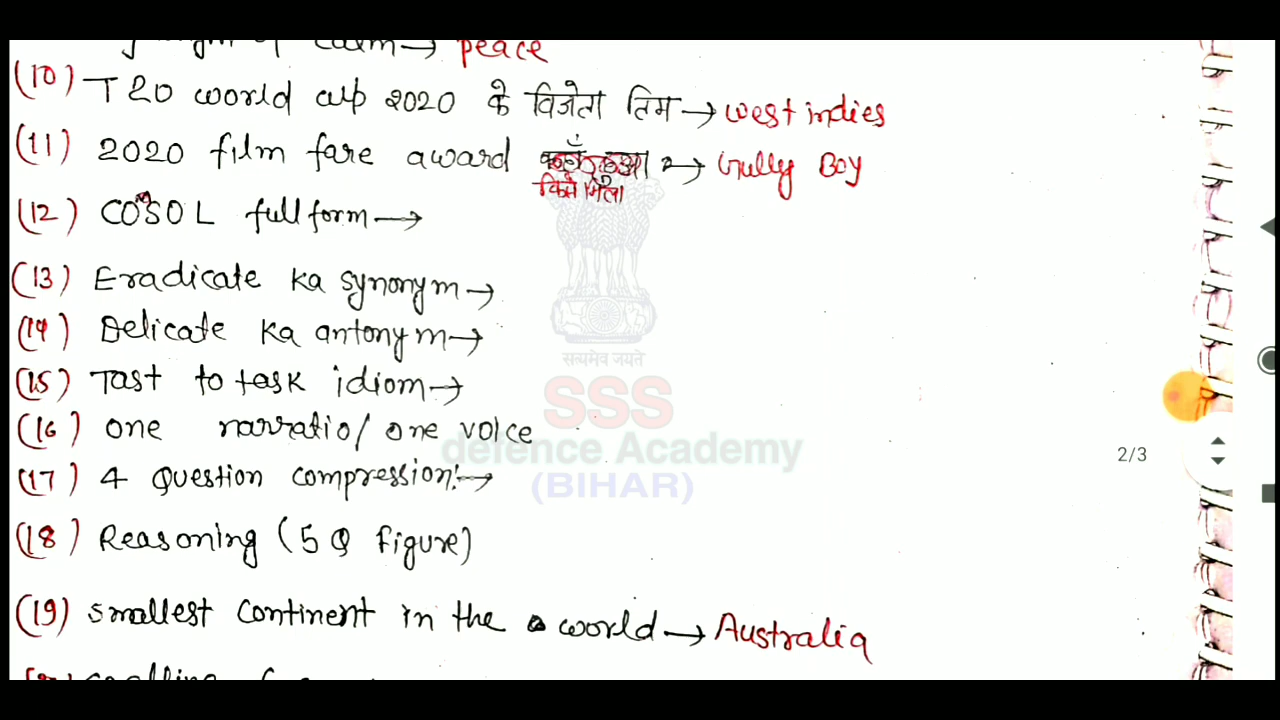 calm → peace
(10) T 20 world cup 2020 के विजेता तिम → west indies
(11) 2020 film fare award किसे मिला → Gully Boy
(12) COBOL full form →
(13) Eradicate ka synonym →
(14) Delicate ka antonym →
(15) Tast to task idiom →
(16) one narratio/ one voice
(17) 4 Question compression:→
(18) Reasoning (5 Q figure)
(19) smallest continent in the world → Australia
सत्यमेव जयते
SSS
defence Academy
(BIHAR)
2/3